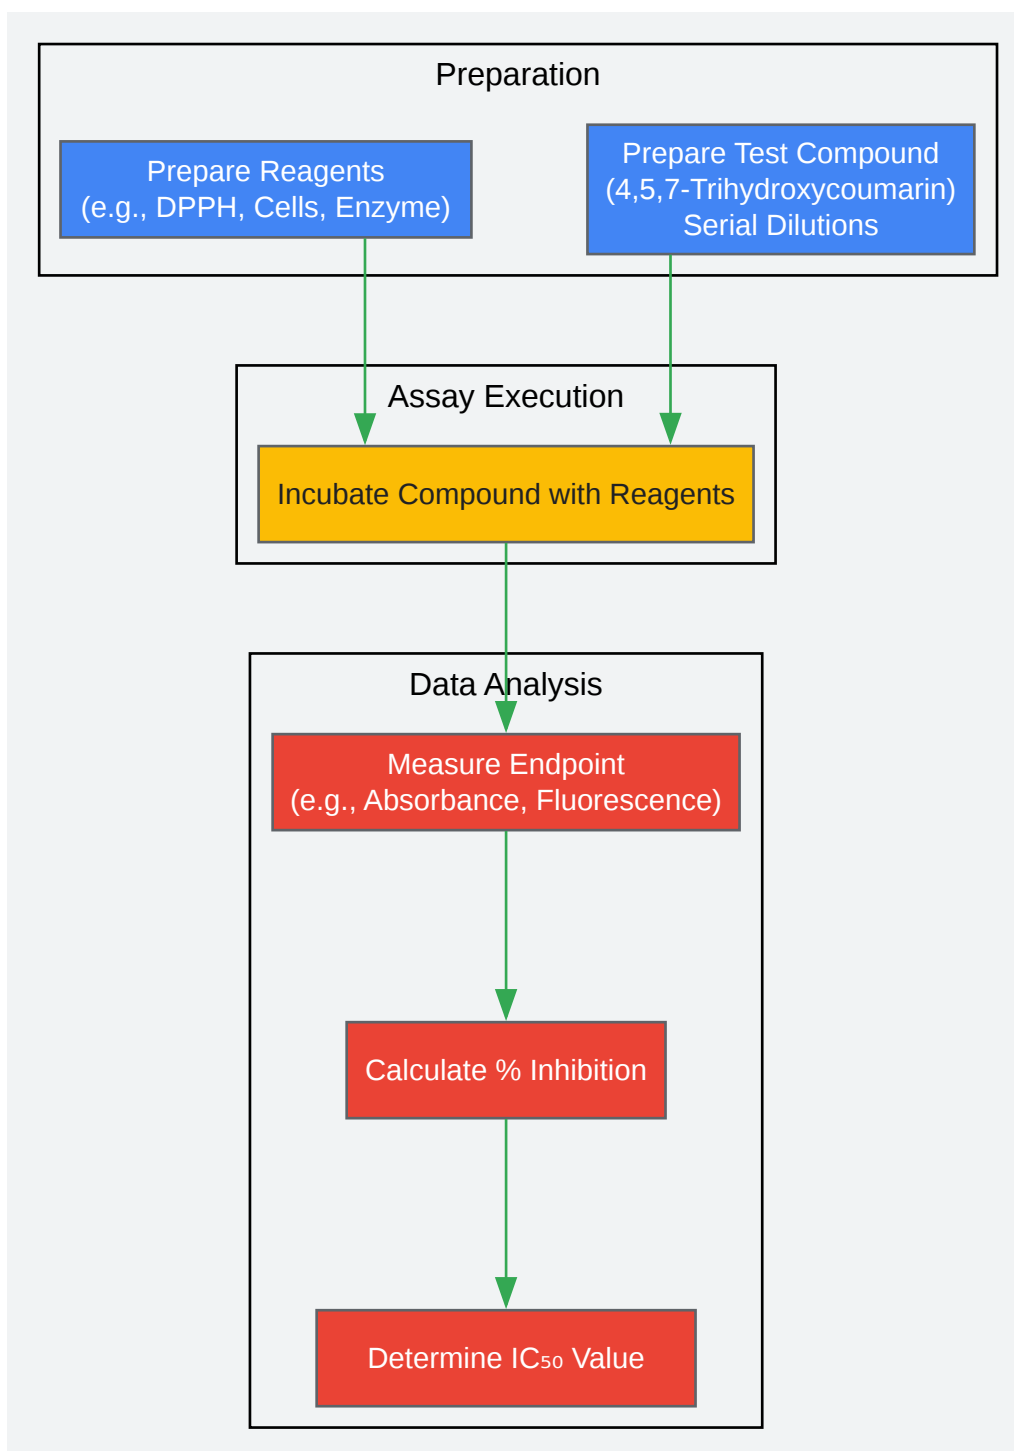 Preparation
Prepare Reagents
(e.g., DPPH, Cells, Enzyme)
Prepare Test Compound
(4,5,7-Trihydroxycoumarin)
Serial Dilutions
Assay Execution
Incubate Compound with Reagents
Data Analysis
Measure Endpoint
(e.g., Absorbance, Fluorescence)
Calculate % Inhibition
Determine IC₅₀ Value